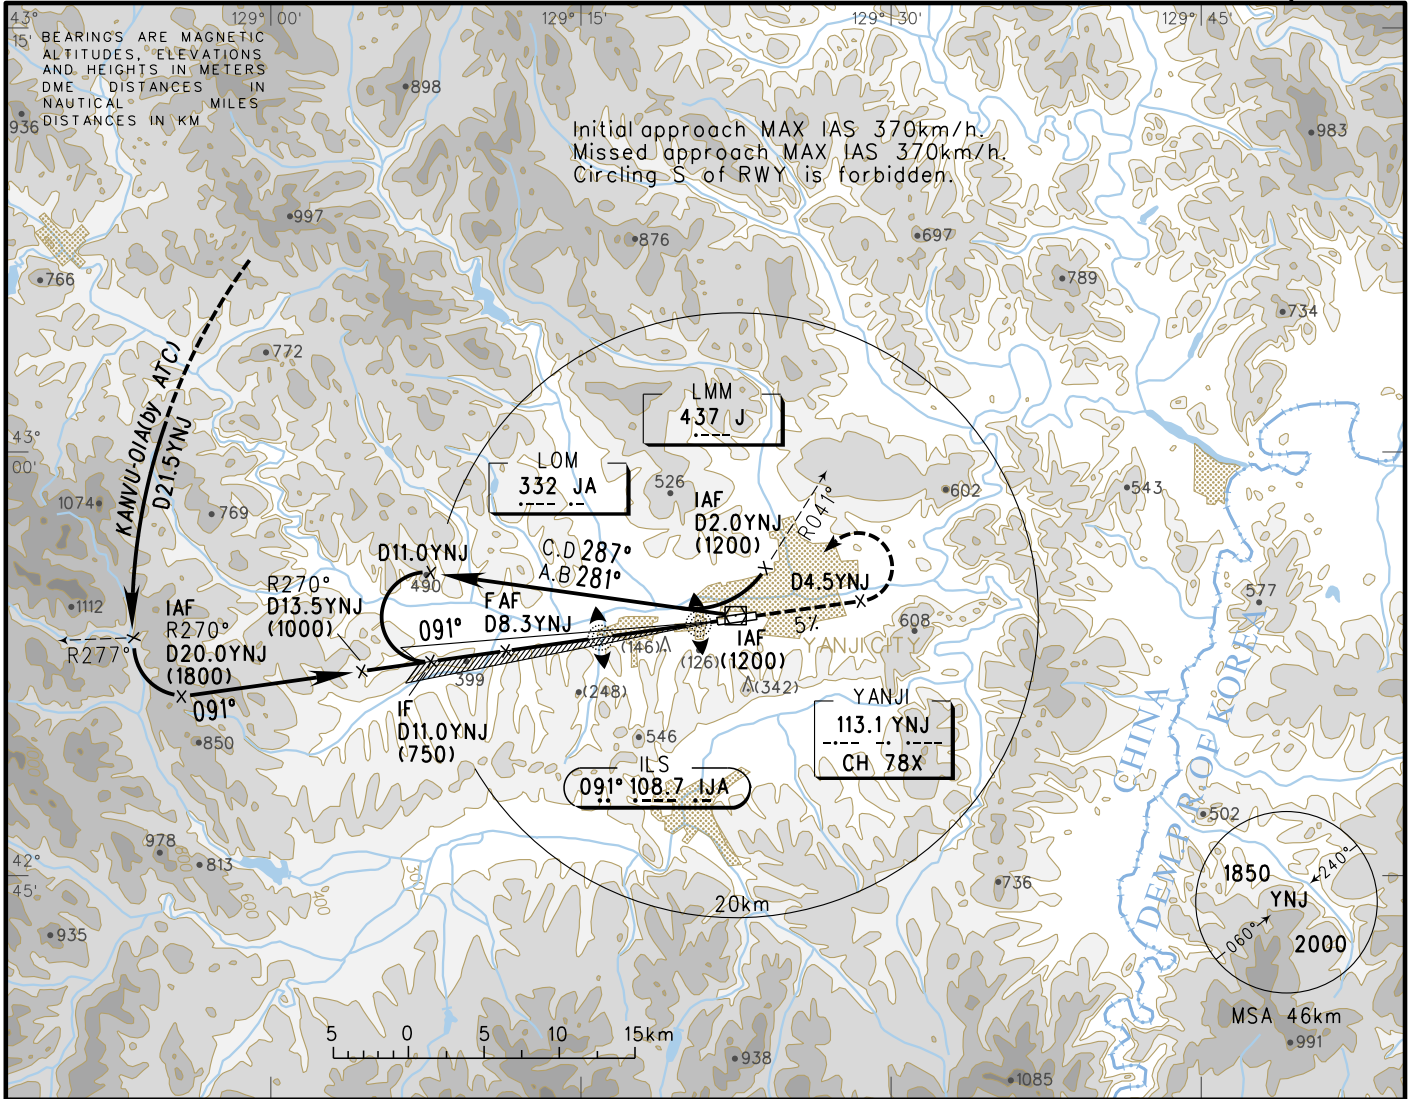 43°
15'
129° 00'
129° 15'
129° 30'
129° 45'
BEARINGS ARE MAGNETIC
ALTITUDES, ELEVATIONS
AND HEIGHTS IN METERS
DME DISTANCES IN
NAUTICAL MILES
DISTANCES IN KM
936
898
983
Initial approach MAX IAS 370km/h.
Missed approach MAX IAS 370km/h.
Circling S of RWY is forbidden.
997
876
697
766
789
734
772
KANVU-01A(by ATC)
D21.5YNJ
LMM
437 J
43°
00'
LOM
332 JA
526
602
543
1074
769
IAF
D2.0YNJ
(1200)
R041°
D11.0YNJ
490
C.D 287°
A.B 281°
D4.5YNJ
577
1112
R270°
D13.5YNJ
(1000)
FAF
D8.3YNJ
091°
IAF
R270°
D20.0YNJ
(1800)
R277°
091°
(146)
(126)
IAF
(1200)
57
YANJICITY
608
399
(248)
(342)
IF
D11.0YNJ
(750)
850
546
YANJI
113.1 YNJ
CH 78X
ILS
091° 108.7 IJA
CHINA
DEM.P.R OF KOREA
502
978
813
42°
45'
300
400
600
600
736
20km
935
1850
240°
YNJ
060°
2000
MSA 46km
991
5 0 5 10 15km
938
1085